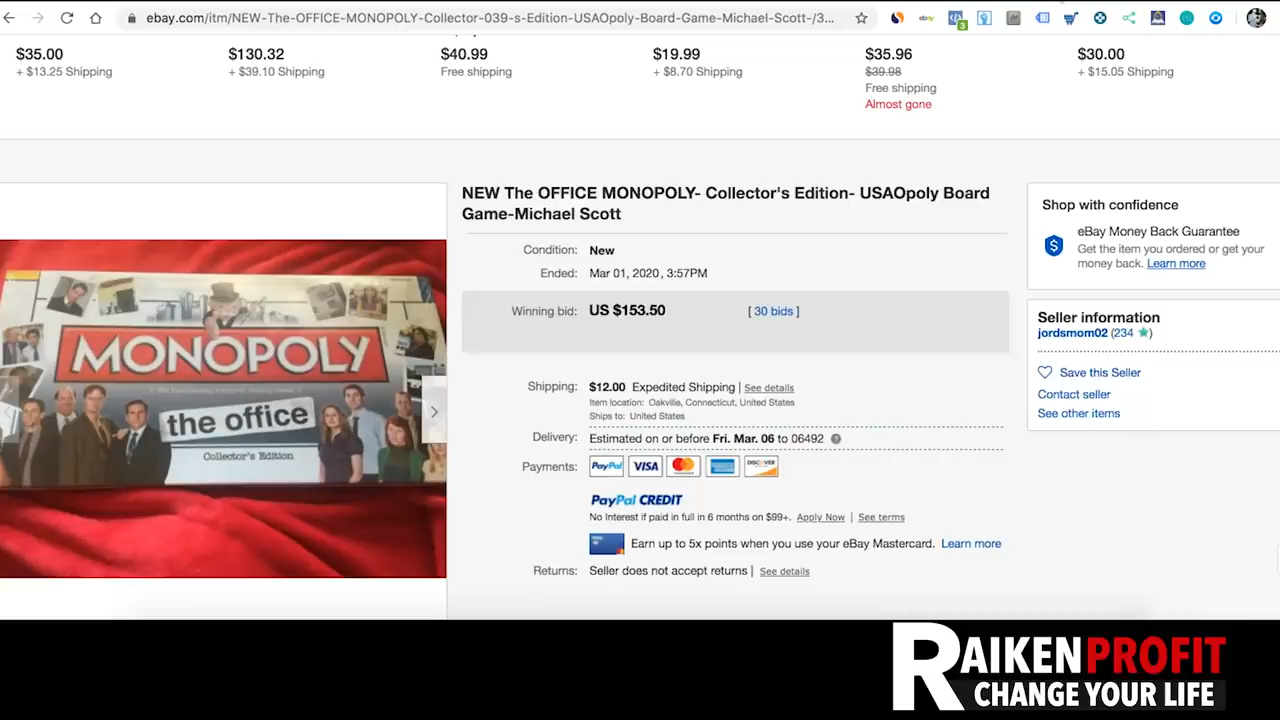 ebay.com/itm/NEW-The-OFFICE-MONOPOLY-Collector-039-s-Edition-USAOpoly-Board-Game-Michael-Scott-/3...
3
$35.00
+ $13.25 Shipping
$130.32
+ $39.10 Shipping
$40.99
Free shipping
$19.99
+ $8.70 Shipping
$35.96
$39.98
Free shipping
Almost gone
$30.00
+ $15.05 Shipping
MONOPOLY
the office
Collector's Edition
NEW The OFFICE MONOPOLY- Collector's Edition- USAOpoly Board
Game-Michael Scott
Condition: New
Ended: Mar 01, 2020, 3:57PM
Winning bid: US $153.50 [ 30 bids ]
Shipping: $12.00 Expedited Shipping | See details
Item location: Oakville, Connecticut, United States
Ships to: United States
Delivery: Estimated on or before Fri. Mar. 06 to 06492
Payments: PayPal VISA MasterCard DISCOVER
PayPal CREDIT
No Interest if paid in full in 6 months on $99+. Apply Now | See terms
Earn up to 5x points when you use your eBay Mastercard. Learn more
Returns: Seller does not accept returns | See details
Shop with confidence
eBay Money Back Guarantee
Get the item you ordered or get your
money back. Learn more
Seller information
jordsmom02 (234 )
Save this Seller
Contact seller
See other items
RAIKENPROFIT
CHANGE YOUR LIFE